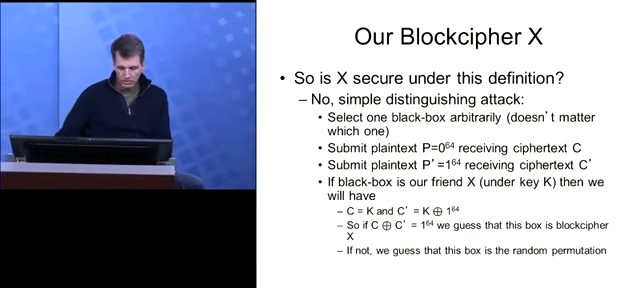 Our Blockcipher X
• So is X secure under this definition?
– No, simple distinguishing attack:
• Select one black-box arbitrarily (doesn't matter
which one)
• Submit plaintext P=0⁶⁴ receiving ciphertext C
• Submit plaintext P'=1⁶⁴ receiving ciphertext C'
• If black-box is our friend X (under key K) then we
will have
– C = K and C' = K ⊕ 1⁶⁴
– So if C ⊕ C' = 1⁶⁴ we guess that this box is blockcipher
X
– If not, we guess that this box is the random permutation